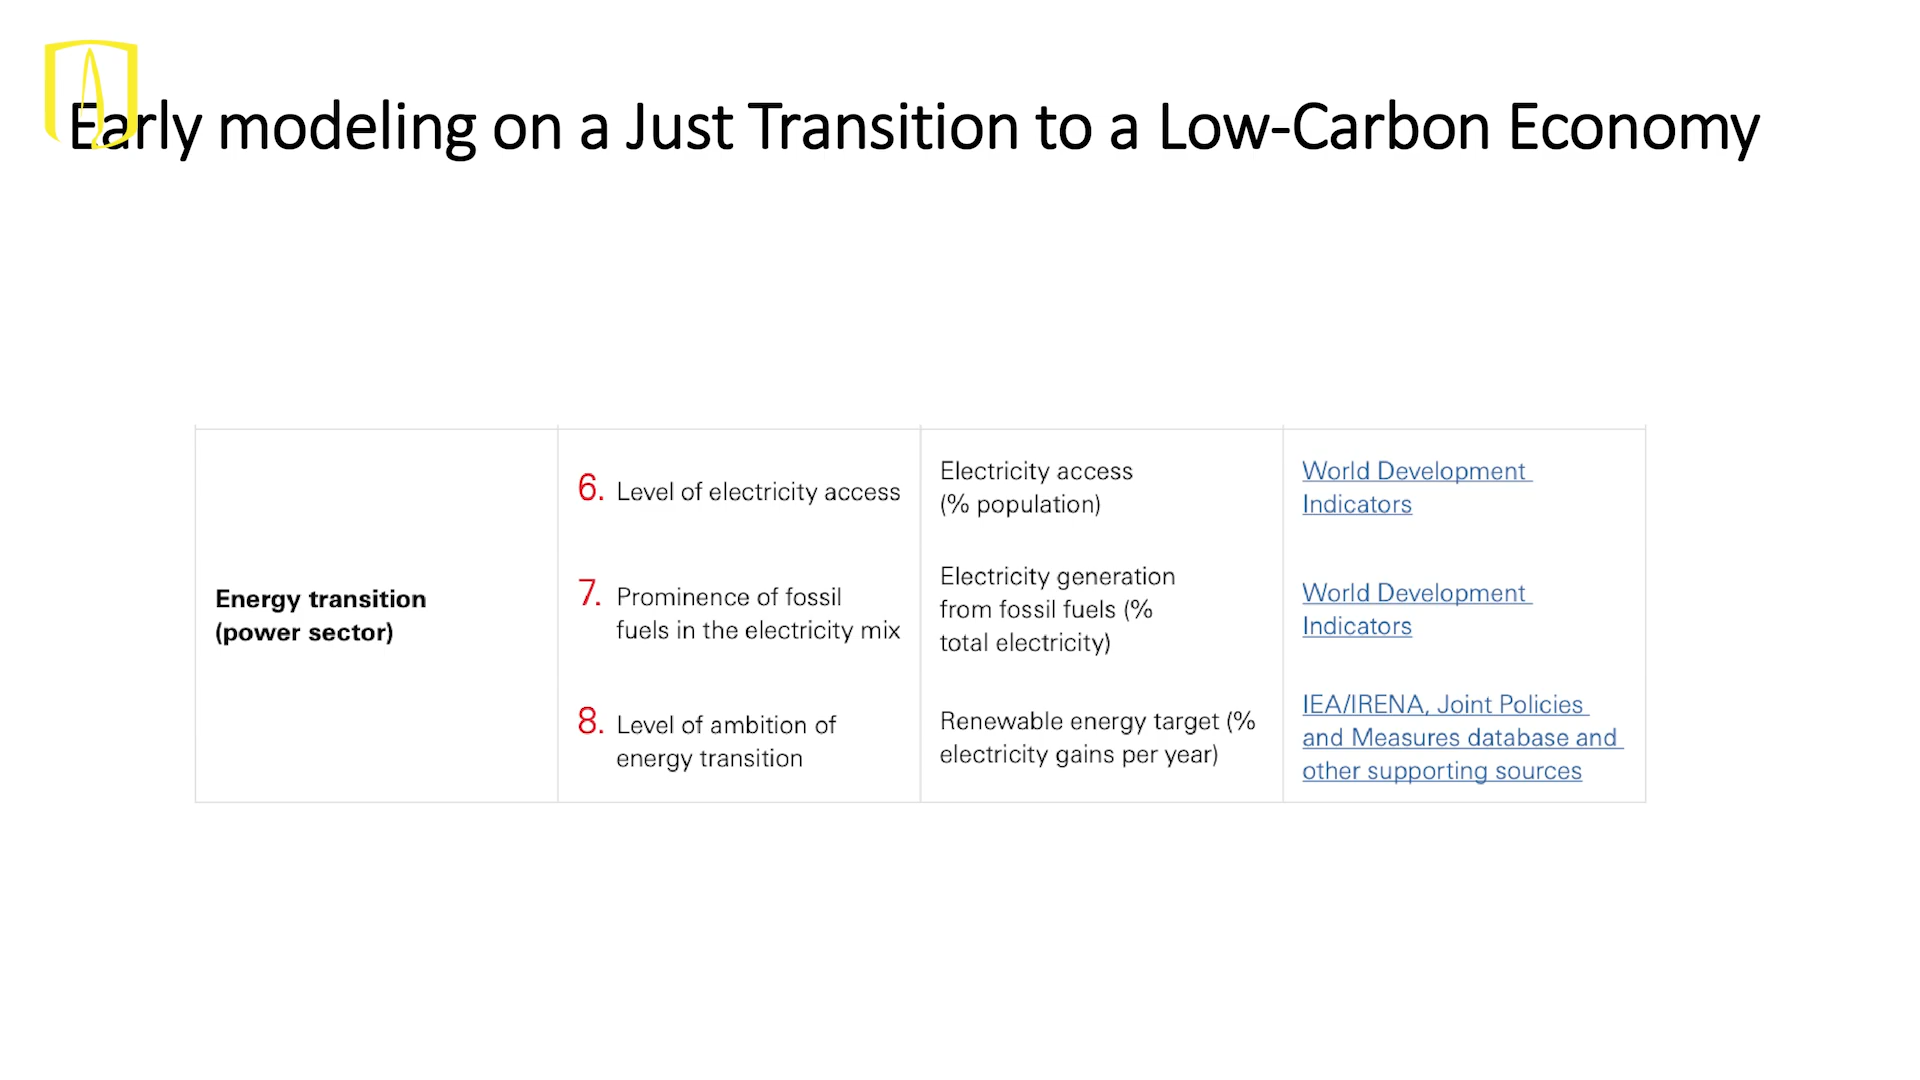 Early modeling on a Just Transition to a Low-Carbon Economy
Energy transition
(power sector)
6. Level of electricity access
Electricity access
(% population)
World Development
Indicators
7. Prominence of fossil
fuels in the electricity mix
Electricity generation
from fossil fuels (%
total electricity)
World Development
Indicators
8. Level of ambition of
energy transition
Renewable energy target (%
electricity gains per year)
IEA/IRENA, Joint Policies
and Measures database and
other supporting sources